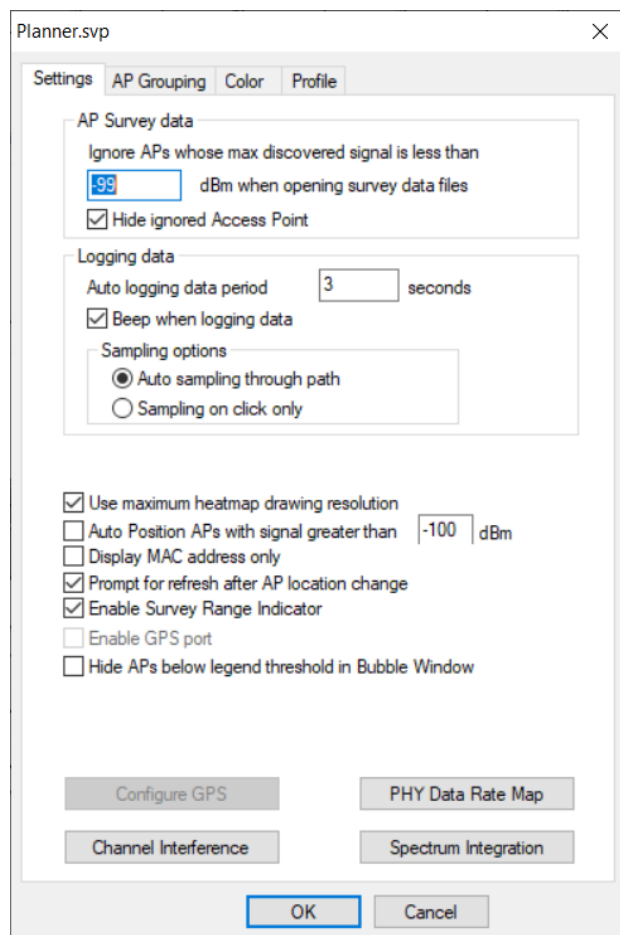 Planner.svp
Settings AP Grouping Color Profile
AP Survey data
Ignore APs whose max discovered signal is less than
-99 dBm when opening survey data files
Hide ignored Access Point
Logging data
Auto logging data period 3 seconds
Beep when logging data
Sampling options
Auto sampling through path
Sampling on click only
Use maximum heatmap drawing resolution
Auto Position APs with signal greater than -100 dBm
Display MAC address only
Prompt for refresh after AP location change
Enable Survey Range Indicator
Enable GPS port
Hide APs below legend threshold in Bubble Window
Configure GPS PHY Data Rate Map
Channel Interference Spectrum Integration
OK Cancel